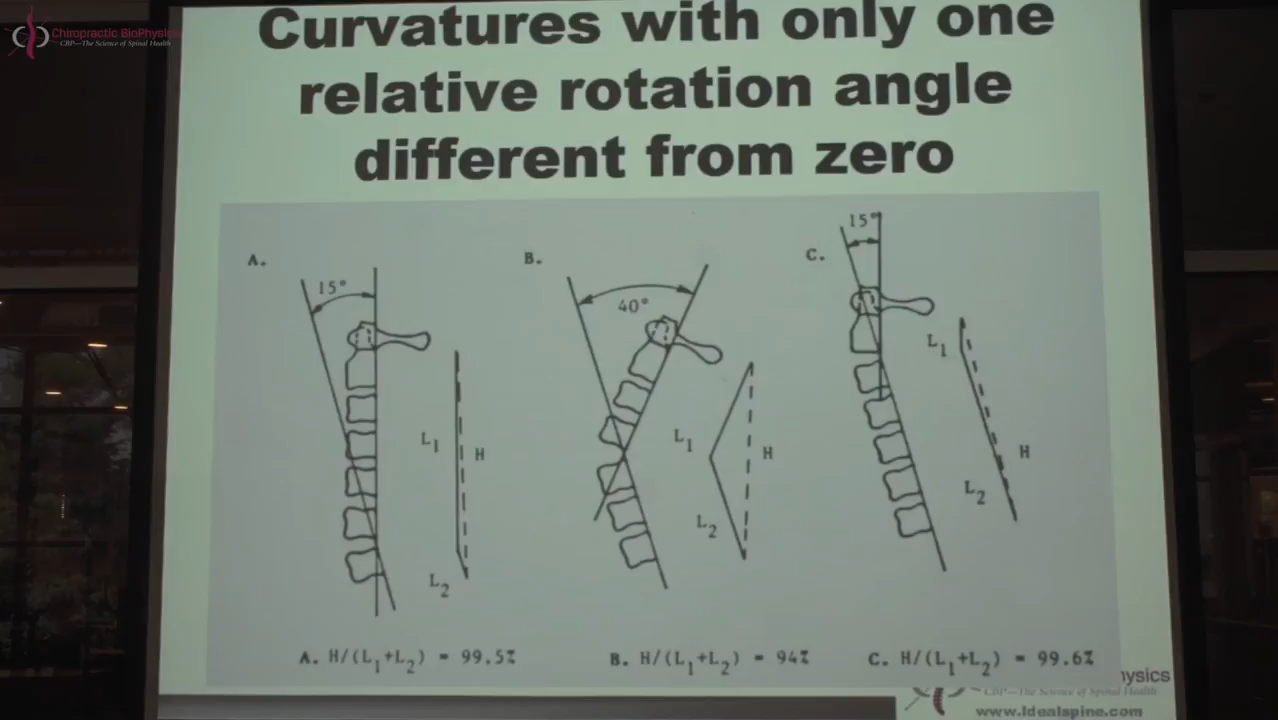 Chiropractic BioPhysics
CBP—The Science of Spinal Health
Curvatures with only one
relative rotation angle
different from zero
A.
15°
L1
H
L2
B.
40°
L1
H
L2
C.
15°
L1
H
L2
A. H/(L1+L2) = 99.5%
B. H/(L1+L2) = 94%
C. H/(L1+L2) = 99.6%
ysics
CBP—The Science of Spinal Health
www.Idealspine.com